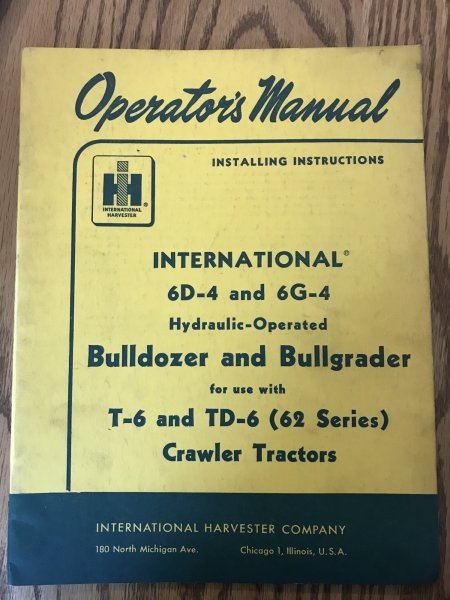 Operator's Manual
INSTALLING INSTRUCTIONS
IH
®
INTERNATIONAL
HARVESTER
INTERNATIONAL®
6D-4 and 6G-4
Hydraulic-Operated
Bulldozer and Bullgrader
for use with
T-6 and TD-6 (62 Series)
Crawler Tractors
INTERNATIONAL HARVESTER COMPANY
180 North Michigan Ave. Chicago 1, Illinois, U.S.A.